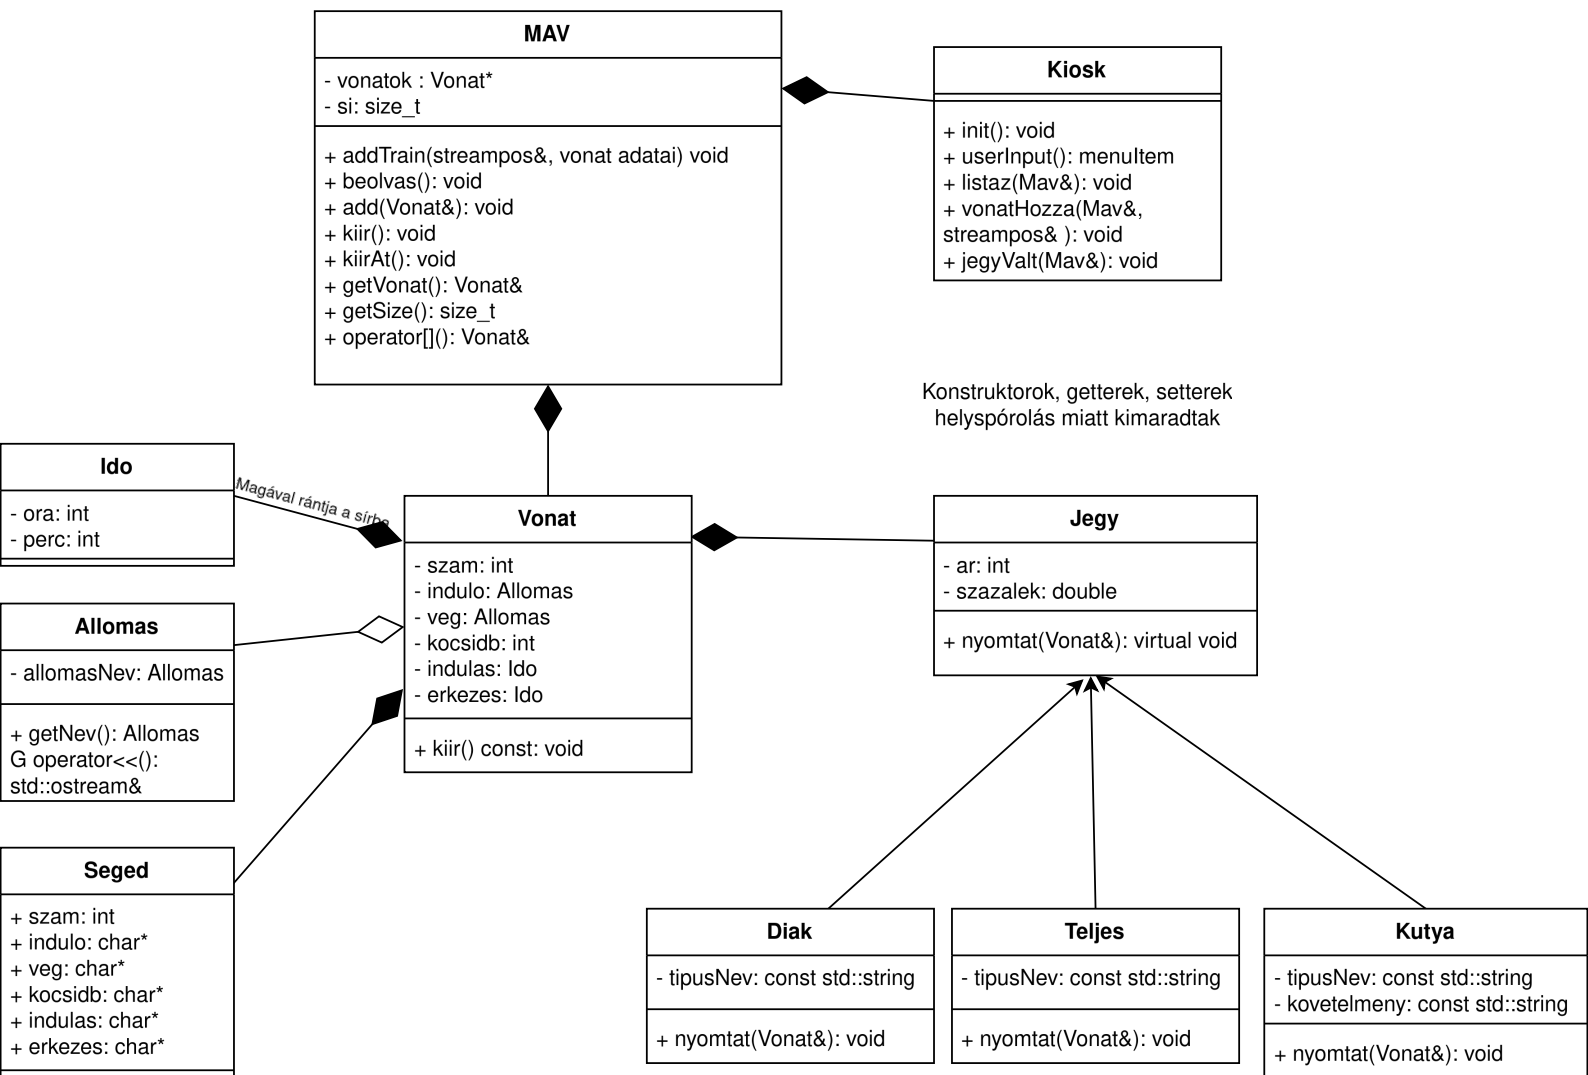 MAV
- vonatok : Vonat*
- si: size_t
+ addTrain(streampos&, vonat adatai) void
+ beolvas(): void
+ add(Vonat&): void
+ kiir(): void
+ kiirAt(): void
+ getVonat(): Vonat&
+ getSize(): size_t
+ operator[](): Vonat&
Kiosk
+ init(): void
+ userInput(): menuItem
+ listaz(Mav&): void
+ vonatHozza(Mav&,
streampos& ): void
+ jegyValt(Mav&): void
Konstruktorok, getterek, setterek
helyspórolás miatt kimaradtak
Ido
- ora: int
- perc: int
Magával rántja a sírba
Vonat
- szam: int
- indulo: Allomas
- veg: Allomas
- kocsidb: int
- indulas: Ido
- erkezes: Ido
+ kiir() const: void
Jegy
- ar: int
- szazalek: double
+ nyomtat(Vonat&): virtual void
Allomas
- allomasNev: Allomas
+ getNev(): Allomas
G operator<<():
std::ostream&
Seged
+ szam: int
+ indulo: char*
+ veg: char*
+ kocsidb: char*
+ indulas: char*
+ erkezes: char*
Diak
- tipusNev: const std::string
+ nyomtat(Vonat&): void
Teljes
- tipusNev: const std::string
+ nyomtat(Vonat&): void
Kutya
- tipusNev: const std::string
- kovetelmeny: const std::string
+ nyomtat(Vonat&): void